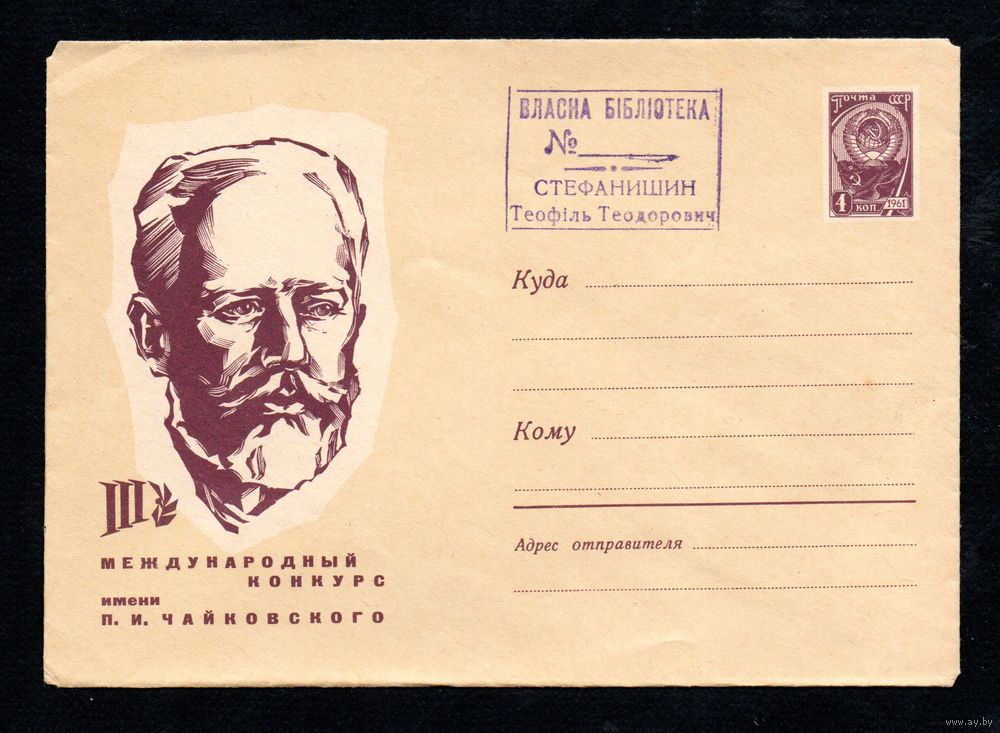 ВЛАСНА БІБЛІОТЕКА
№
СТЕФАНИШИН
Теофіль Теодорович
Почта СССР
4 коп. 1961
Куда
Кому
Адрес отправителя
III
МЕЖДУНАРОДНЫЙ
КОНКУРС
имени
П. И. ЧАЙКОВСКОГО
www.ay.by